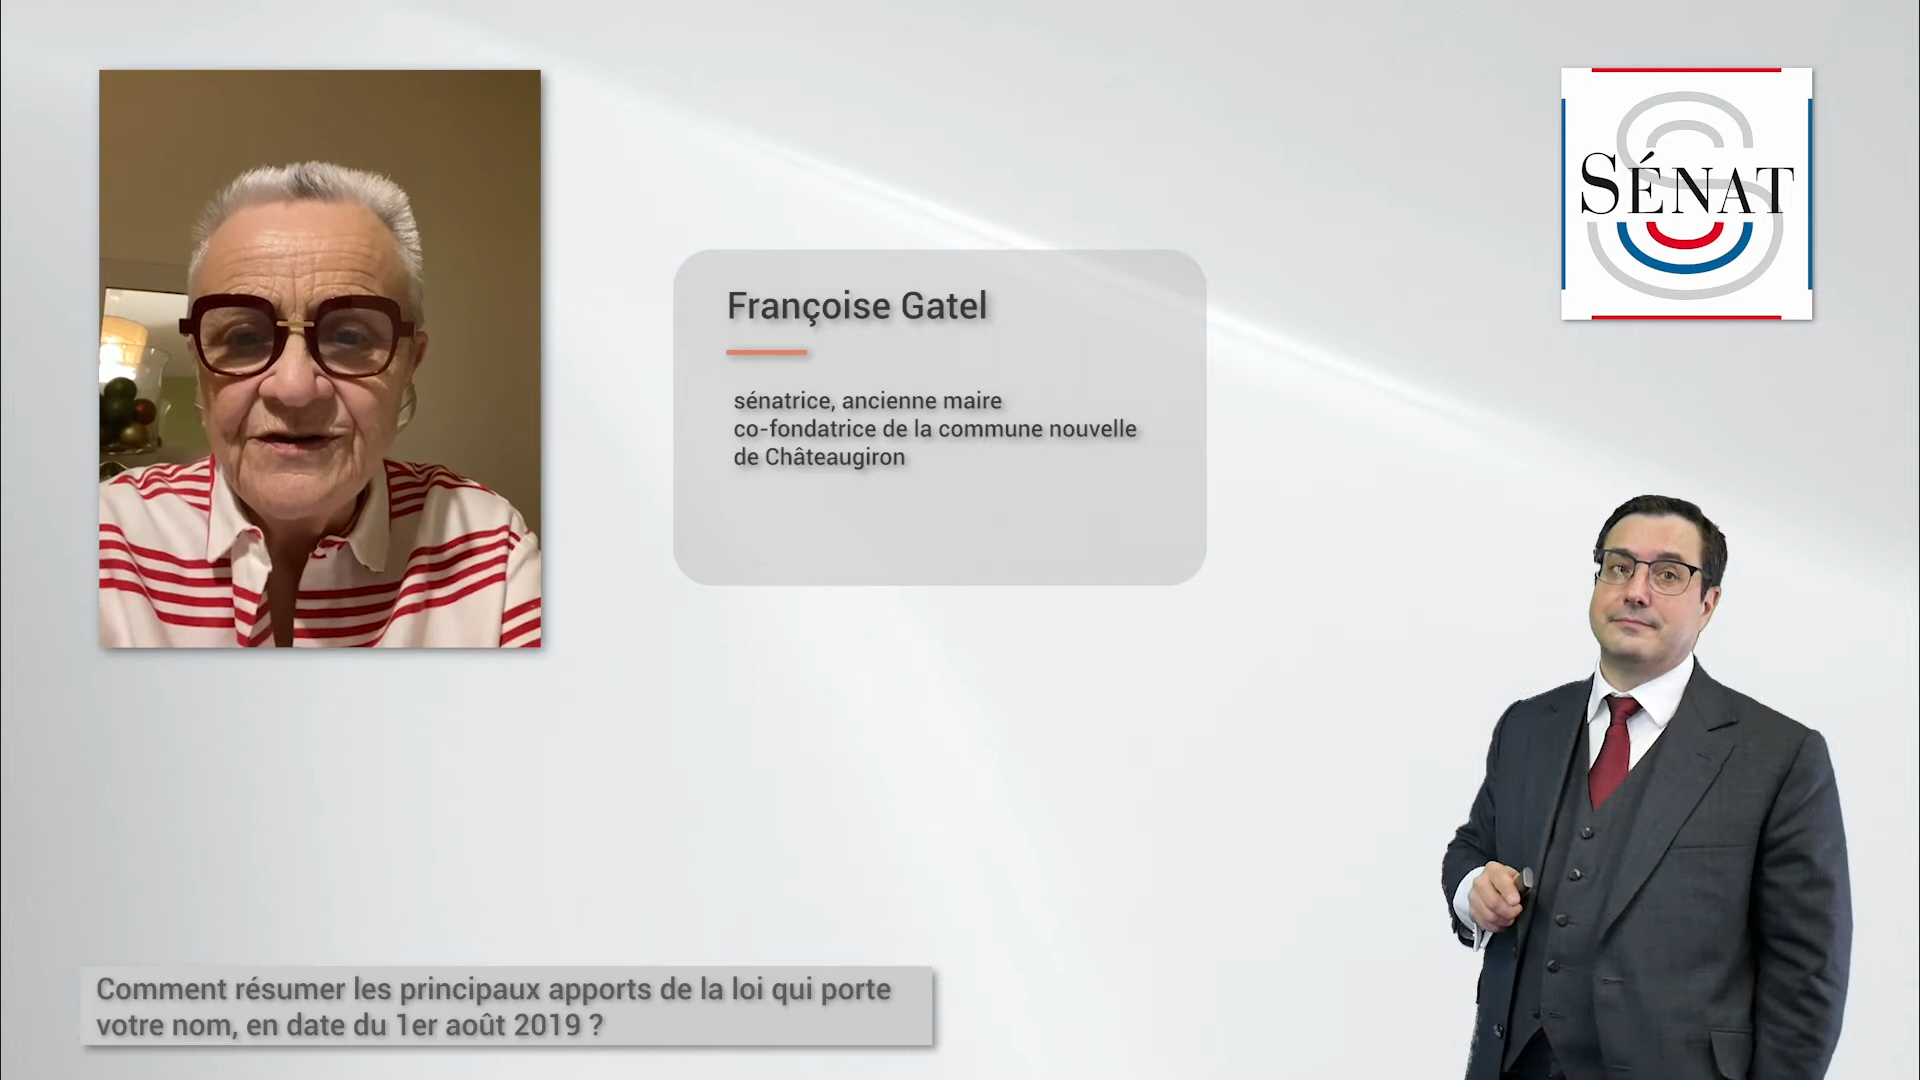 SÉNAT
Françoise Gatel
sénatrice, ancienne maire
co-fondatrice de la commune nouvelle
de Châteaugiron
Comment résumer les principaux apports de la loi qui porte
votre nom, en date du 1er août 2019 ?